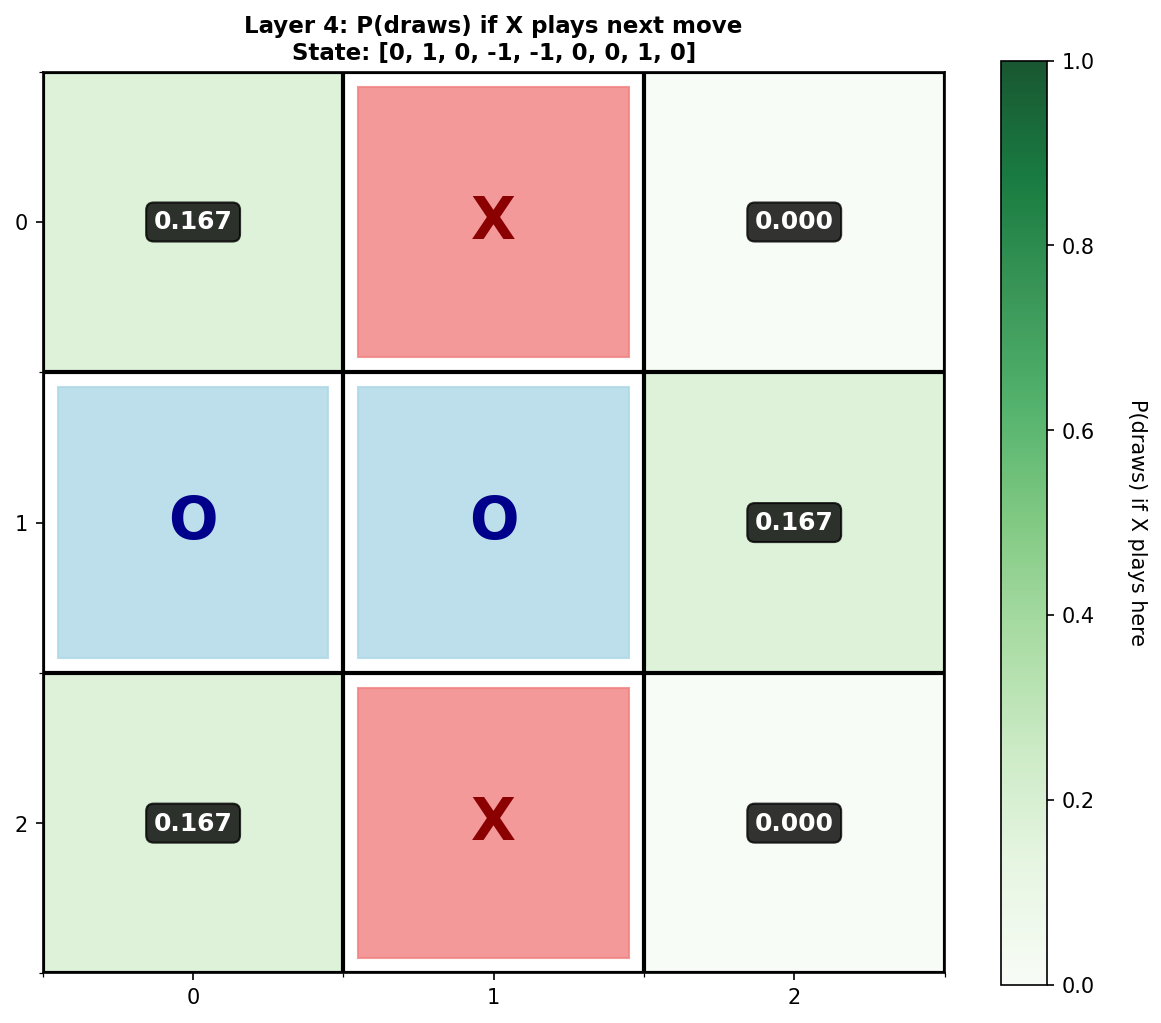 Layer 4: P(draws) if X plays next move
State: [0, 1, 0, -1, -1, 0, 0, 1, 0]
0.167
X
0.000
O
O
0.167
0.167
X
0.000
0
1
2
0
1
2
1.0
0.8
0.6
0.4
0.2
0.0
P(draws) if X plays here